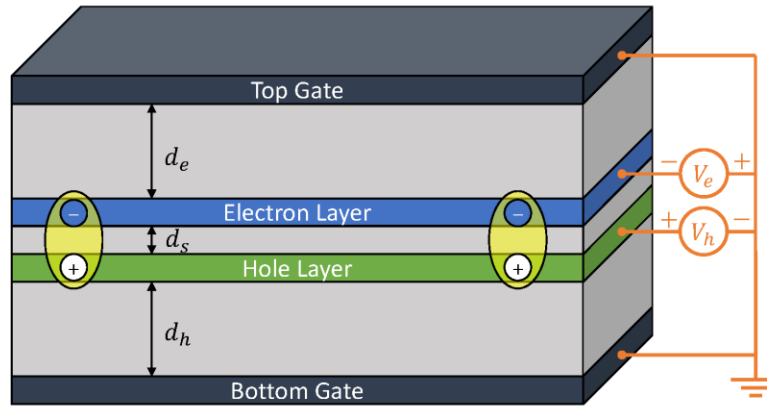 Top Gate
d_e
− V_e +
− Electron Layer −
d_s
+ V_h −
+ Hole Layer +
d_h
Bottom Gate